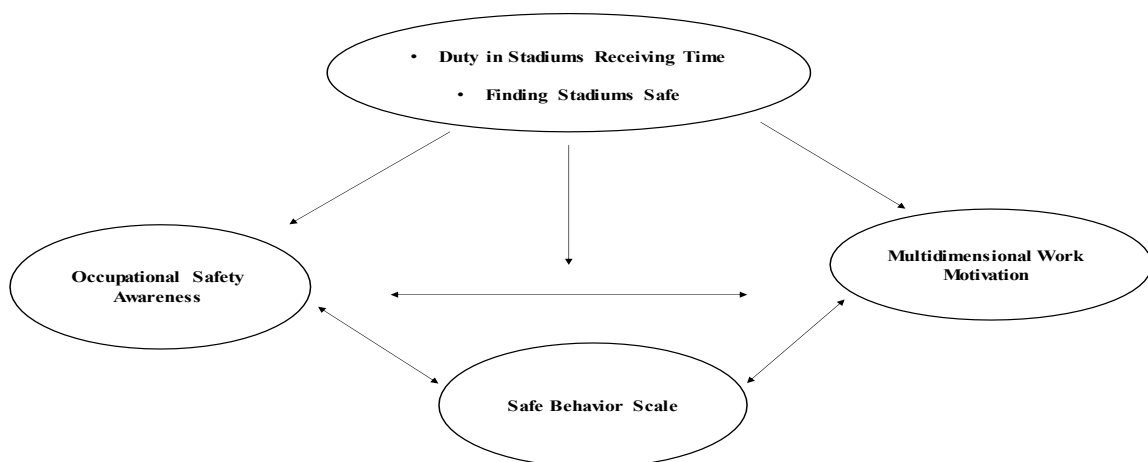 • Duty in Stadiums Receiving Time
• Finding Stadiums Safe
Occupational Safety
Awareness
Multidimensional Work
Motivation
Safe Behavior Scale